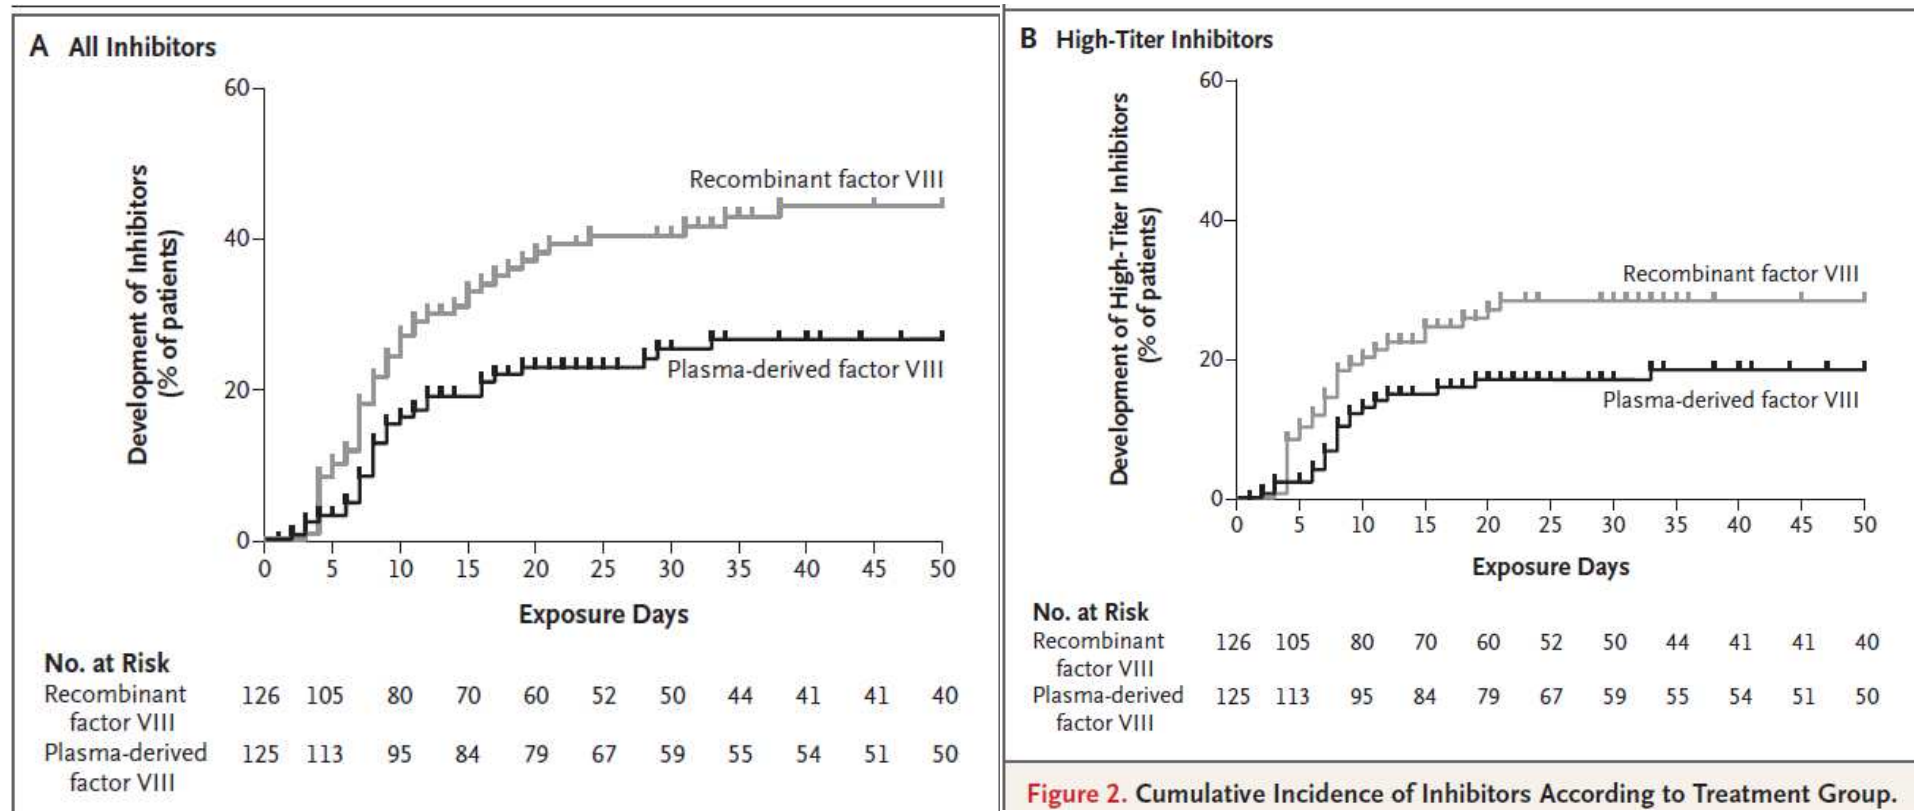 A All Inhibitors
60
40
20
0
Development of Inhibitors
(% of patients)
Recombinant factor VIII
Plasma-derived factor VIII
0 5 10 15 20 25 30 35 40 45 50
Exposure Days
No. at Risk
Recombinant 126 105 80 70 60 52 50 44 41 41 40
factor VIII
Plasma-derived 125 113 95 84 79 67 59 55 54 51 50
factor VIII
B High-Titer Inhibitors
60
40
20
0
Development of High-Titer Inhibitors
(% of patients)
Recombinant factor VIII
Plasma-derived factor VIII
0 5 10 15 20 25 30 35 40 45 50
Exposure Days
No. at Risk
Recombinant 126 105 80 70 60 52 50 44 41 41 40
factor VIII
Plasma-derived 125 113 95 84 79 67 59 55 54 51 50
factor VIII
Figure 2. Cumulative Incidence of Inhibitors According to Treatment Group.